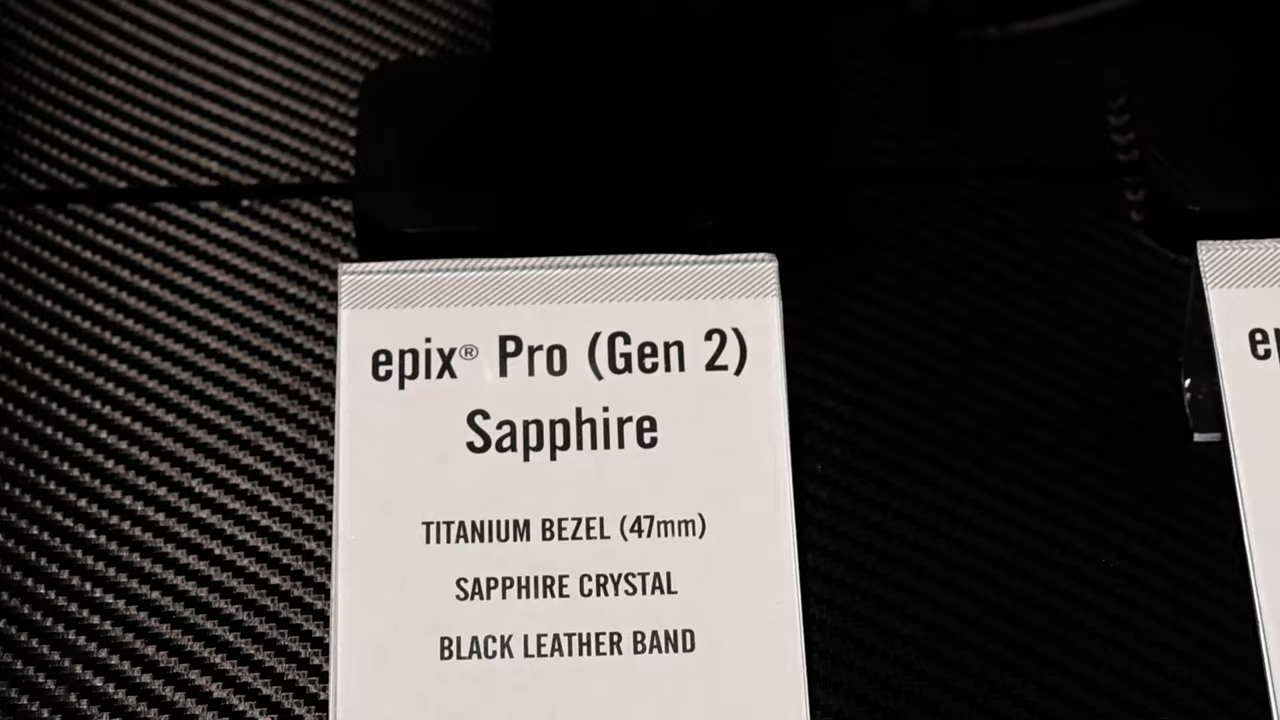 epix® Pro (Gen 2)
Sapphire
TITANIUM BEZEL (47mm)
SAPPHIRE CRYSTAL
BLACK LEATHER BAND